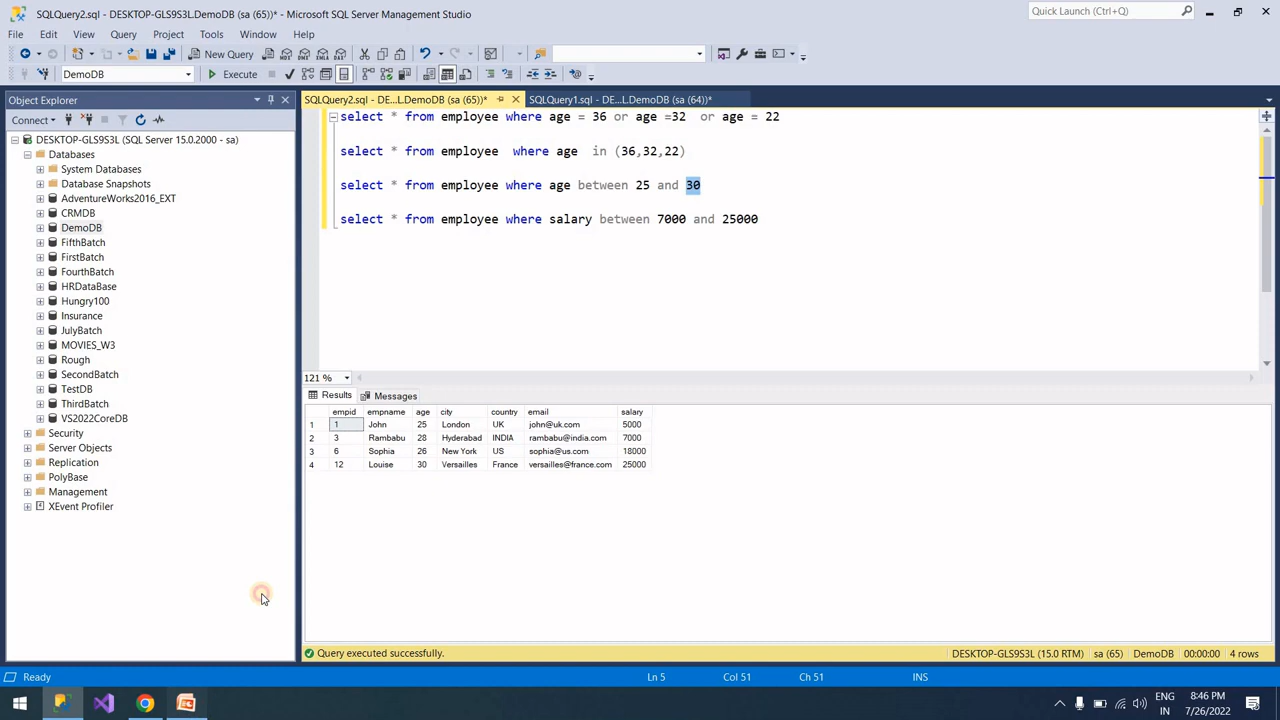 SQLQuery2.sql - DESKTOP-GLS9S3L.DemoDB (sa (65))* - Microsoft SQL Server Management Studio
Quick Launch (Ctrl+Q)
File Edit View Query Project Tools Window Help
New Query
DemoDB Execute
Object Explorer
SQLQuery2.sql - DE...L.DemoDB (sa (65))* SQLQuery1.sql - DE...L.DemoDB (sa (64))*
Connect
DESKTOP-GLS9S3L (SQL Server 15.0.2000 - sa)
Databases
System Databases
Database Snapshots
AdventureWorks2016_EXT
CRMDB
DemoDB
FifthBatch
FirstBatch
FourthBatch
HRDataBase
Hungry100
Insurance
JulyBatch
MOVIES_W3
Rough
SecondBatch
TestDB
ThirdBatch
VS2022CoreDB
Security
Server Objects
Replication
PolyBase
Management
XEvent Profiler
select * from employee where age = 36 or age =32 or age = 22
select * from employee where age in (36,32,22)
select * from employee where age between 25 and 30
select * from employee where salary between 7000 and 25000
121 %
Results Messages
empid empname age city country email salary
1 1 John 25 London UK john@uk.com 5000
2 3 Rambabu 28 Hyderabad INDIA rambabu@india.com 7000
3 6 Sophia 26 New York US sophia@us.com 18000
4 12 Louise 30 Versailles France versailles@france.com 25000
Query executed successfully. DESKTOP-GLS9S3L (15.0 RTM) sa (65) DemoDB 00:00:00 4 rows
Ready Ln 5 Col 51 Ch 51 INS
ENG 8:46 PM
IN 7/26/2022